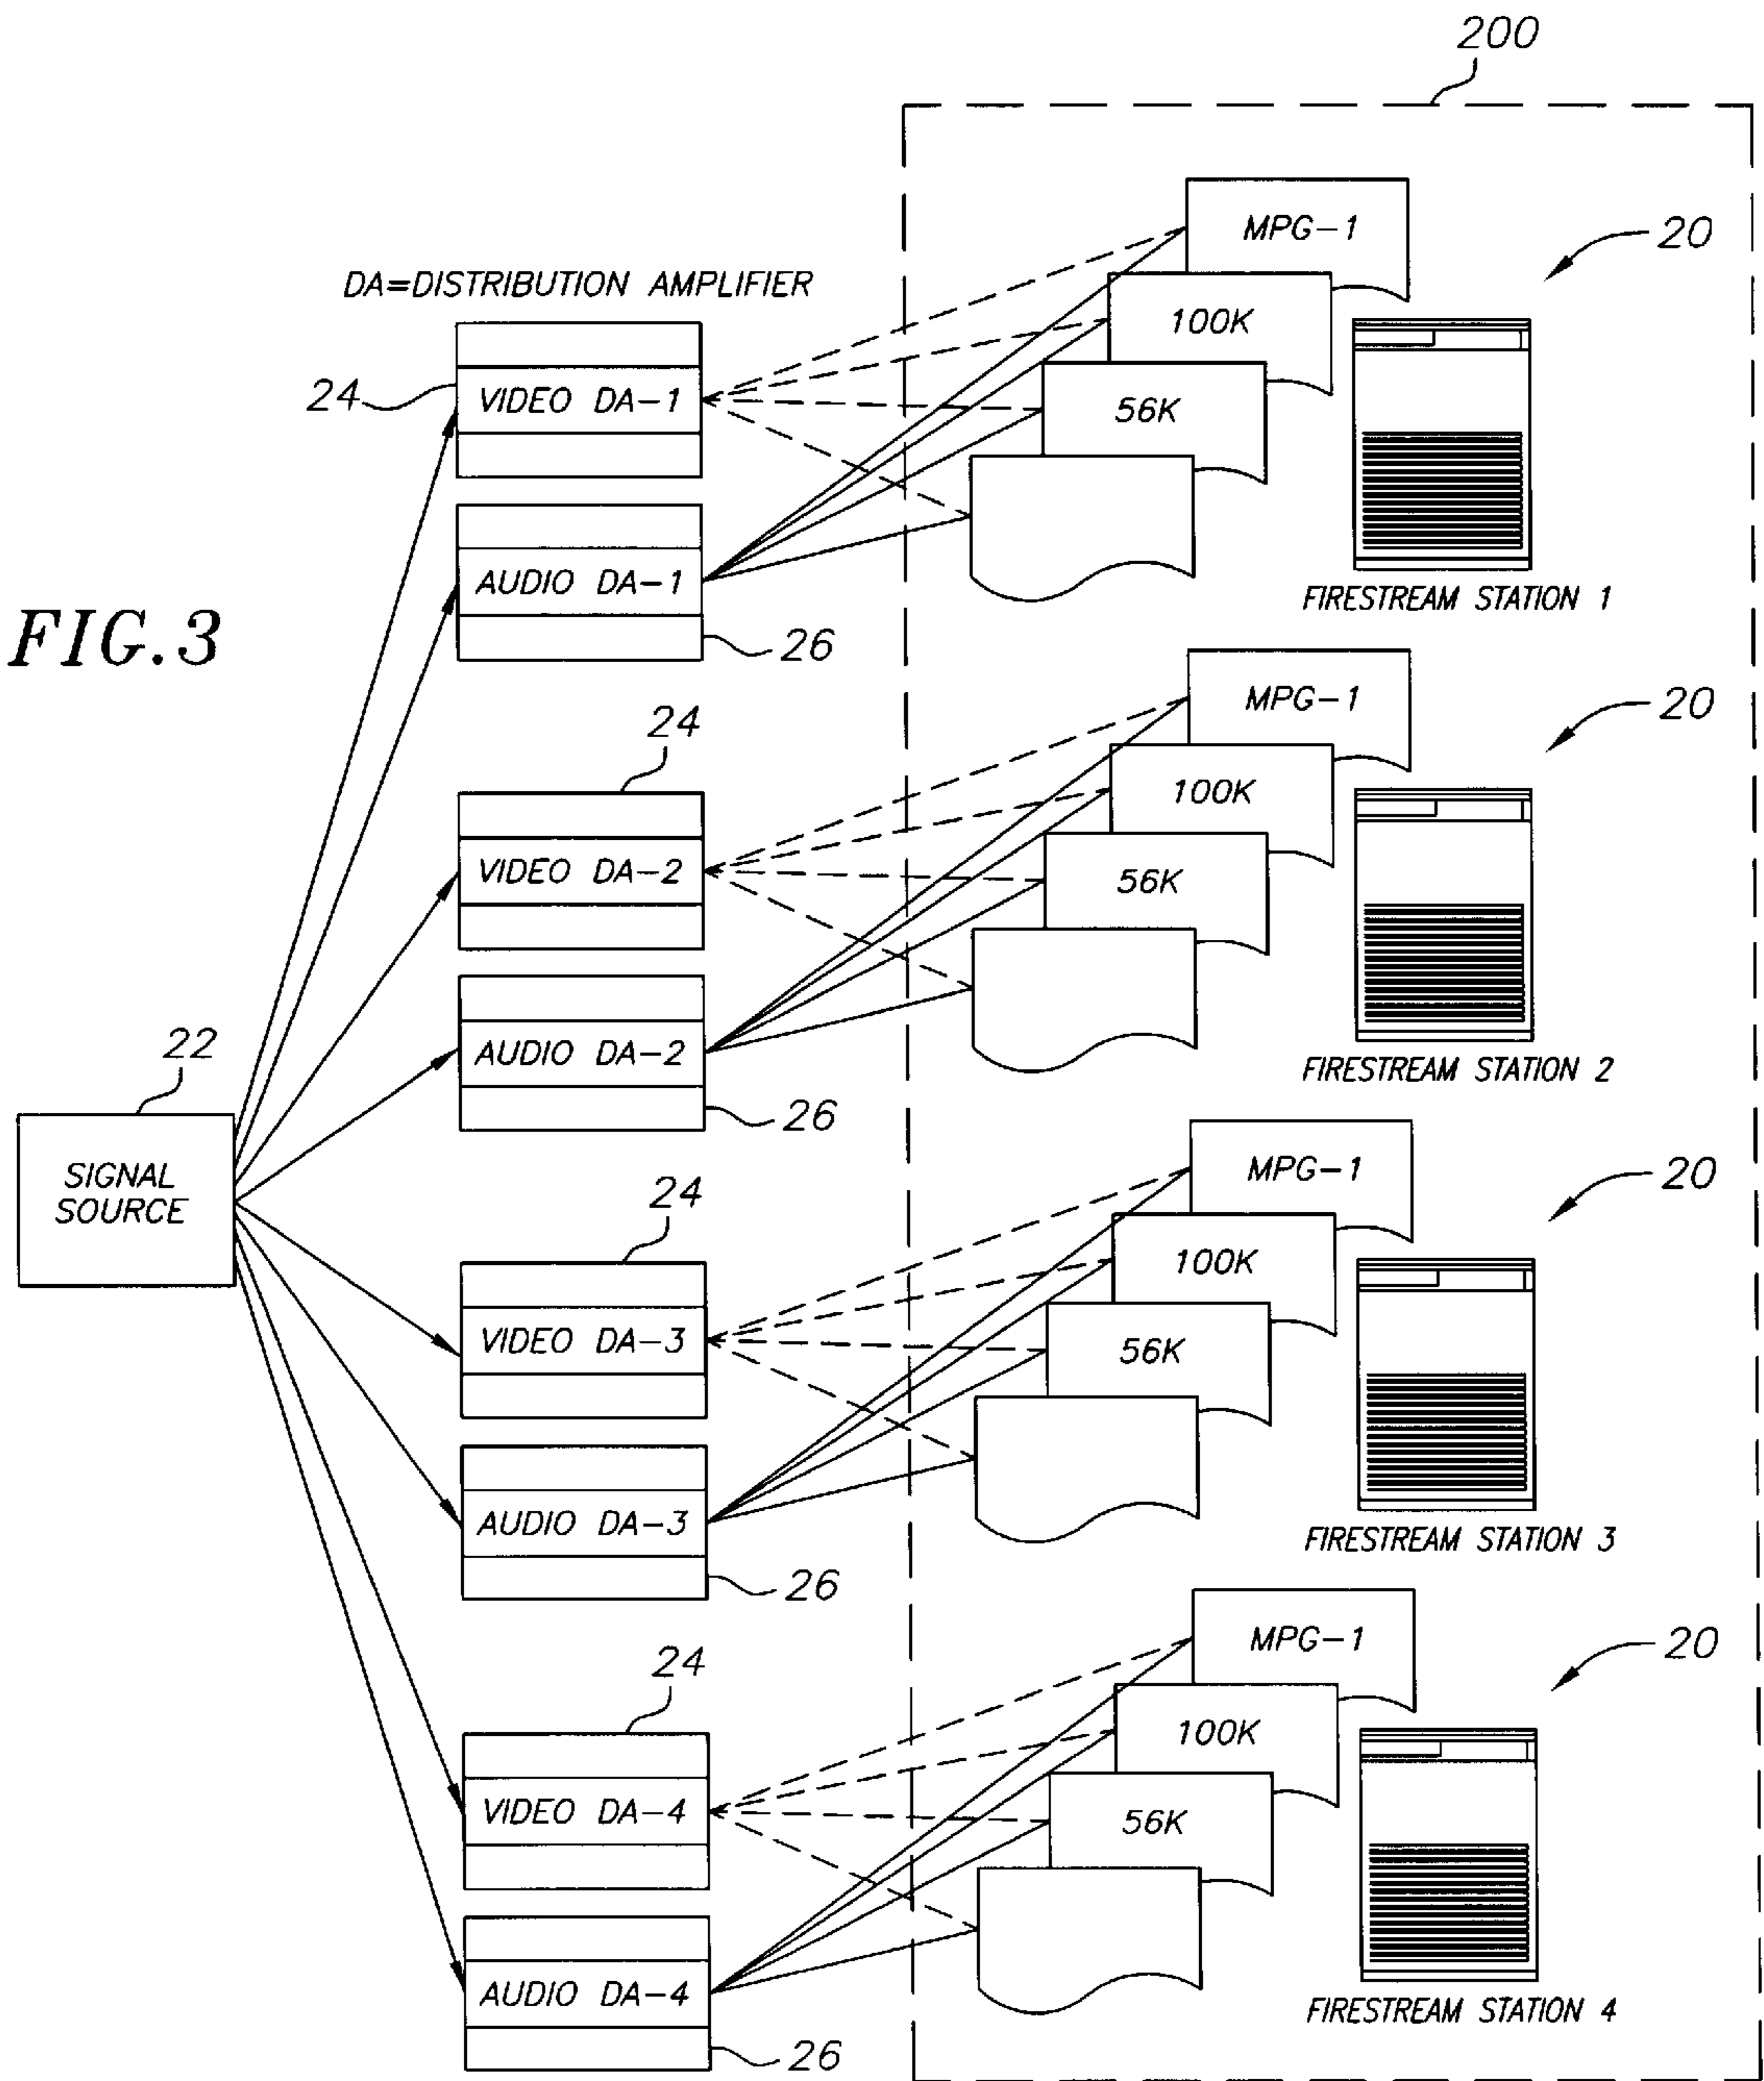 200
MPG-1
20
DA=DISTRIBUTION AMPLIFIER
100K
24
VIDEO DA-1
56K
AUDIO DA-1
FIRESTREAM STATION 1
FIG.3
26
MPG-1
20
24
100K
VIDEO DA-2
56K
22
AUDIO DA-2
FIRESTREAM STATION 2
26
SIGNAL
SOURCE
MPG-1
20
24
100K
VIDEO DA-3
56K
AUDIO DA-3
FIRESTREAM STATION 3
26
MPG-1
20
24
100K
VIDEO DA-4
56K
AUDIO DA-4
FIRESTREAM STATION 4
26